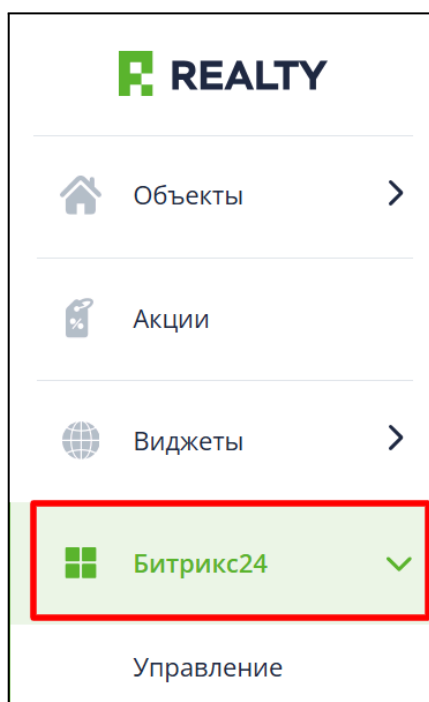 REALTY
Объекты
Акции
%
Виджеты
Битрикс24
Управление